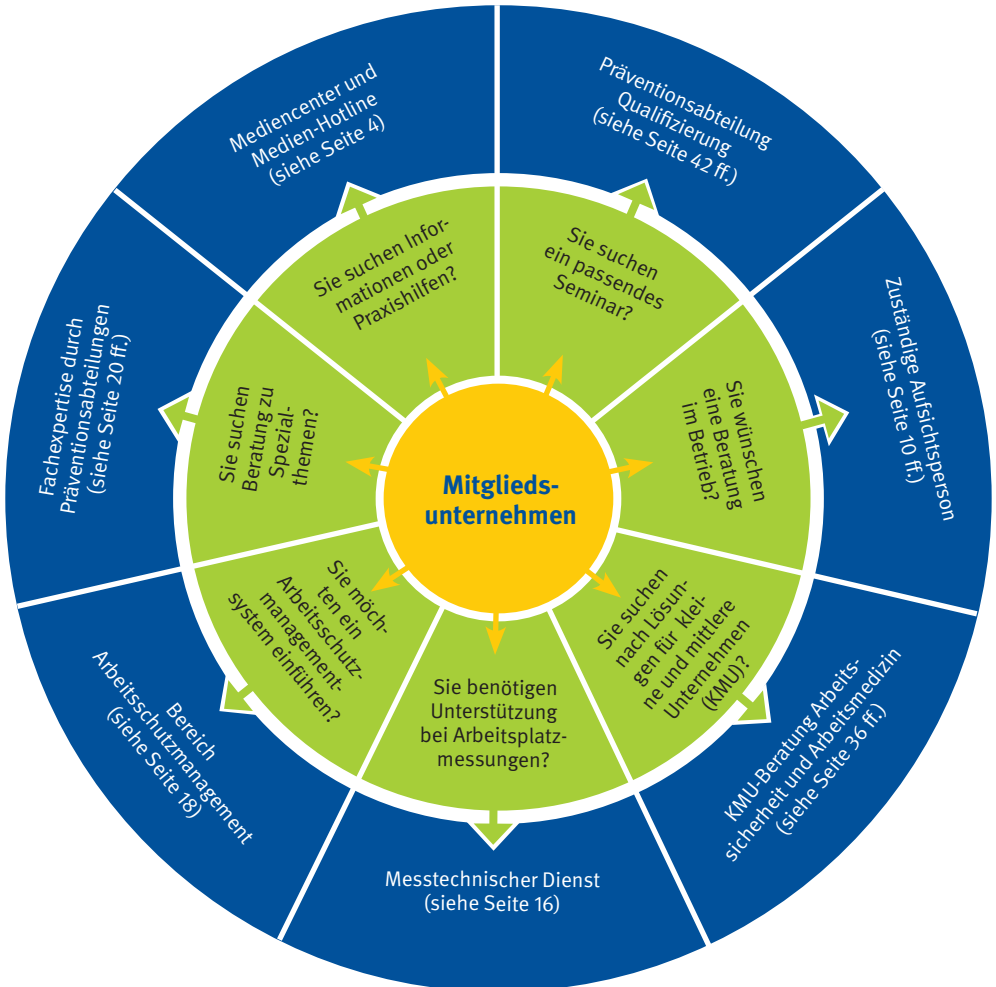 Mitglieds-
unternehmen
Sie suchen
ein passendes
Seminar?
Präventionsabteilung
Qualifizierung
(siehe Seite 42 ff.)
Sie wünschen
eine Beratung
im Betrieb?
Zuständige Aufsichtsperson
(siehe Seite 10 ff.)
Sie suchen
nach Lösun-
gen für klei-
ne und mittlere
Unternehmen
(KMU)?
KMU-Beratung Arbeits-
sicherheit und Arbeitsmedizin
(siehe Seite 36 ff.)
Sie benötigen
Unterstützung
bei Arbeitsplatz-
messungen?
Messtechnischer Dienst
(siehe Seite 16)
Sie möch-
ten ein
Arbeitsschutz-
management-
system einführen?
Bereich
Arbeitsschutzmanagement
(siehe Seite 18)
Sie suchen
Beratung zu
Spezial-
themen?
Fachexpertise durch
Präventionsabteilungen
(siehe Seite 20 ff.)
Sie suchen Infor-
mationen oder
Praxishilfen?
Mediencenter und
Medien-Hotline
(siehe Seite 4)